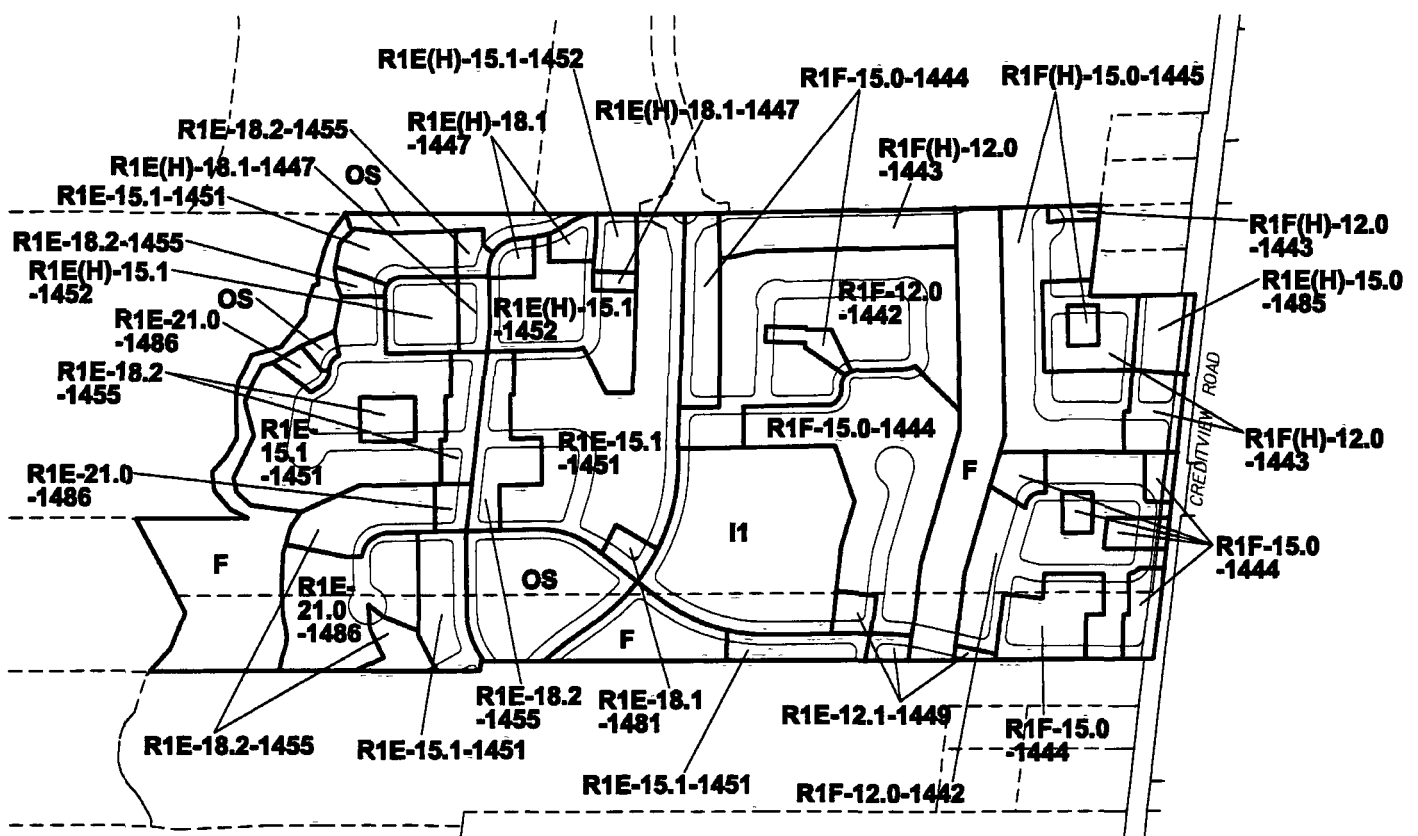 R1E(H)-15.1-1452
R1F-15.0-1444
R1F(H)-15.0-1445
R1E(H)-18.1
-1447
R1E(H)-18.1-1447
R1E-18.2-1455
R1F(H)-12.0
-1443
R1E(H)-18.1-1447
OS
R1E-15.1-1451
R1F(H)-12.0
-1443
R1E-18.2-1455
R1E(H)-15.1
-1452
R1E(H)-15.0
-1485
OS
R1E(H)-15.1
-1452
R1F-12.0
-1442
R1E-21.0
-1486
R1E-18.2
-1455
CREDITVIEW ROAD
R1E-
15.1
-1451
R1E-15.1
-1451
R1F-15.0-1444
R1F(H)-12.0
-1443
F
R1E-21.0
-1486
I1
R1F-15.0
-1444
F
OS
R1E-
21.0
-1486
F
R1E-18.2
-1455
R1E-18.1
-1481
R1E-12.1-1449
R1F-15.0
-1444
R1E-18.2-1455
R1E-15.1-1451
R1E-15.1-1451
R1F-12.0-1442